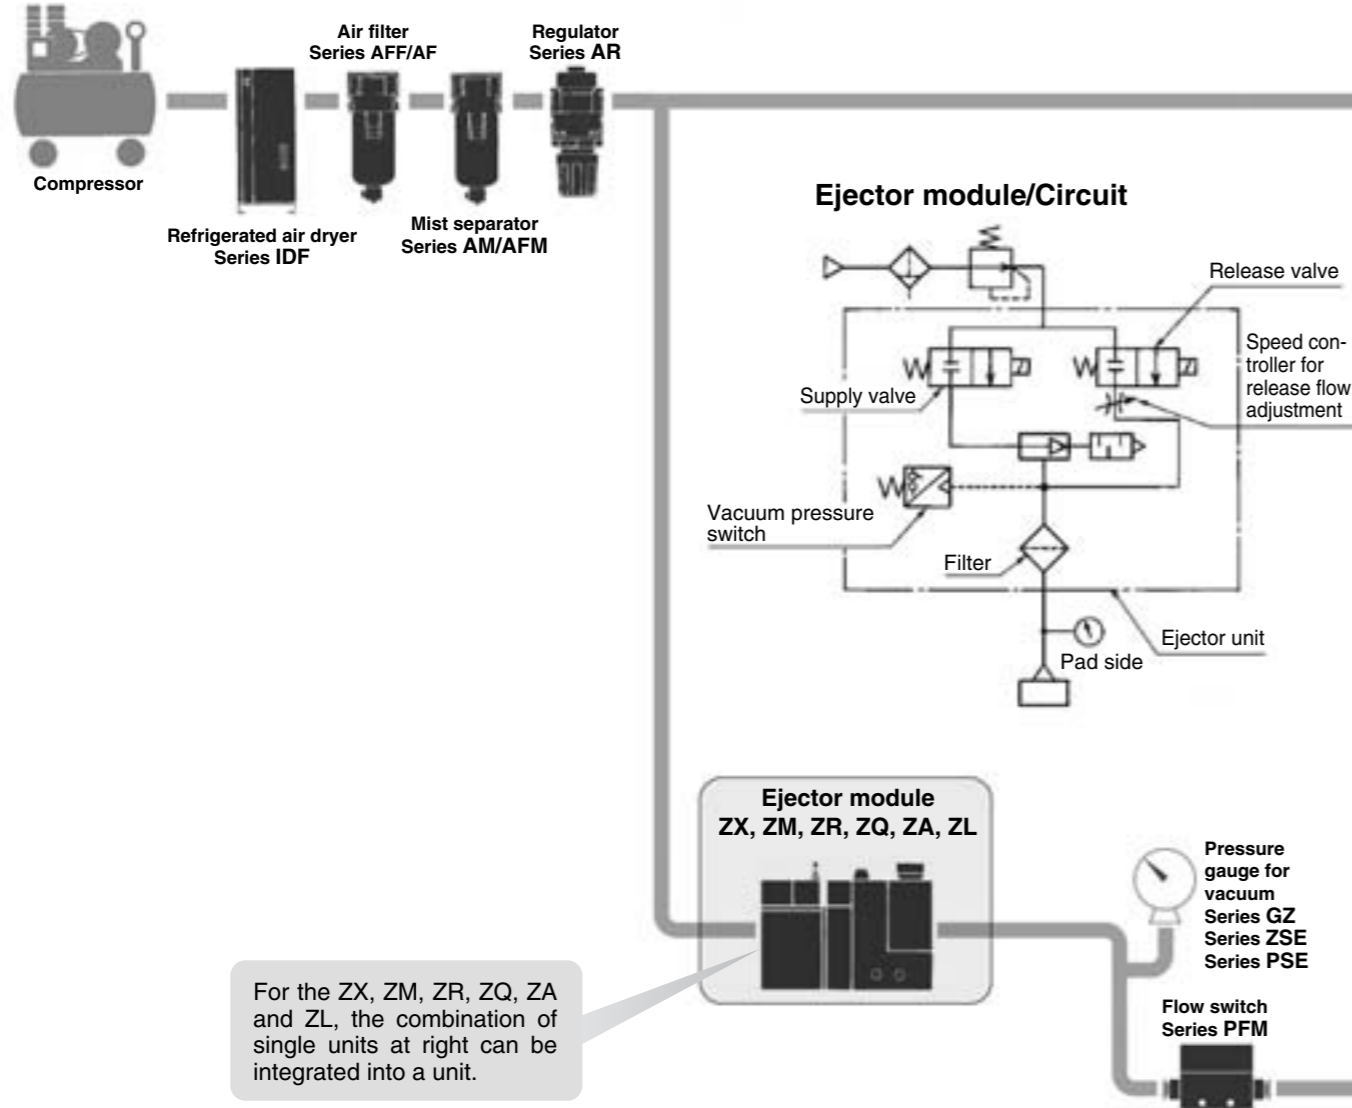 Air filter
Series AFF/AF
Regulator
Series AR
Compressor
Refrigerated air dryer
Series IDF
Mist separator
Series AM/AFM
Ejector module/Circuit
Release valve
Speed con-
troller for
release flow
adjustment
Supply valve
Vacuum pressure
switch
Filter
Ejector unit
Pad side
Ejector module
ZX, ZM, ZR, ZQ, ZA, ZL
Pressure
gauge for
vacuum
Series GZ
Series ZSE
Series PSE
Flow switch
Series PFM
For the ZX, ZM, ZR, ZQ, ZA
and ZL, the combination of
single units at right can be
integrated into a unit.